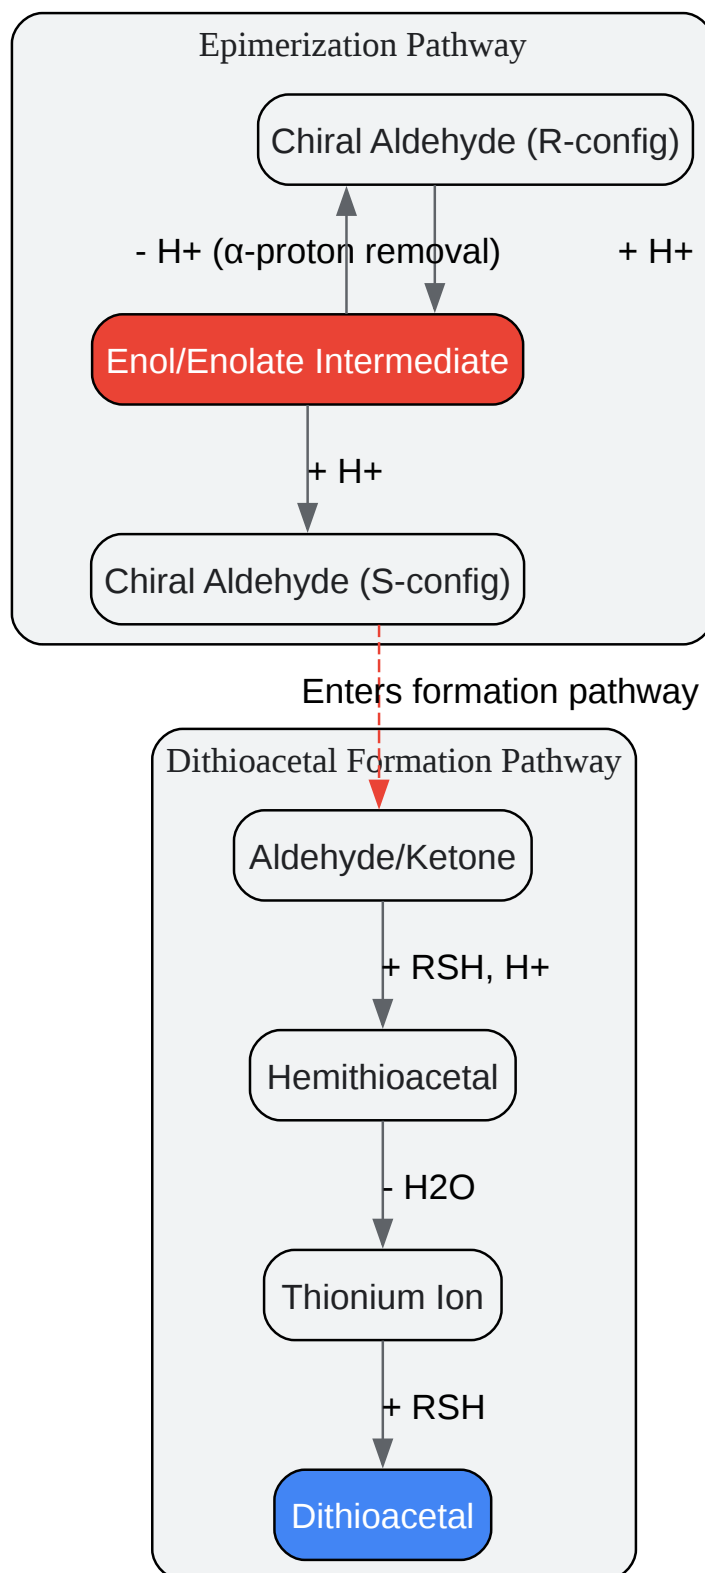 Epimerization Pathway
Chiral Aldehyde (R-config)
- H+ (α-proton removal)
+ H+
Enol/Enolate Intermediate
+ H+
Chiral Aldehyde (S-config)
Enters formation pathway
Dithioacetal Formation Pathway
Aldehyde/Ketone
+ RSH, H+
Hemithioacetal
- H2O
Thionium Ion
+ RSH
Dithioacetal